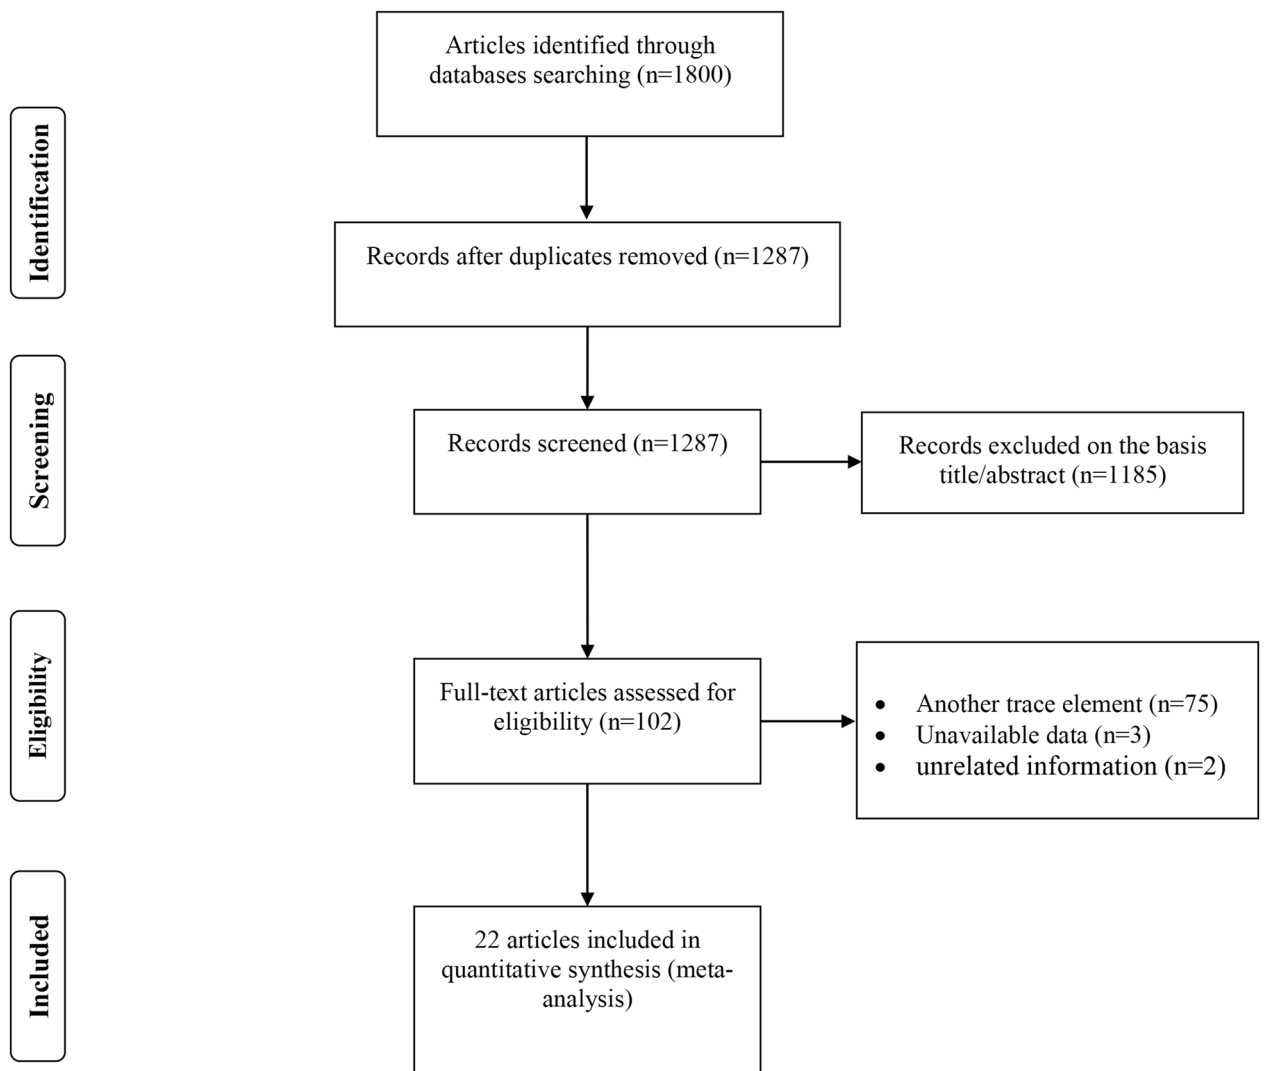 Articles identified through
databases searching (n=1800)
Identification
Records after duplicates removed (n=1287)
Screening
Records screened (n=1287)
Records excluded on the basis
title/abstract (n=1185)
Eligibility
Full-text articles assessed for
eligibility (n=102)
• Another trace element (n=75)
• Unavailable data (n=3)
• unrelated information (n=2)
Included
22 articles included in
quantitative synthesis (meta-
analysis)